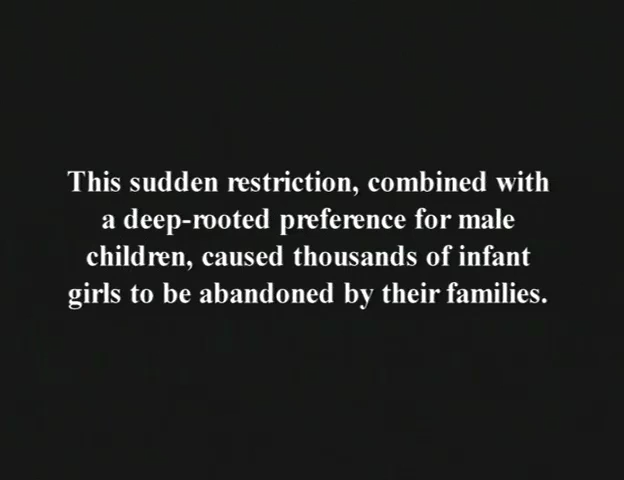 This sudden restriction, combined with
a deep-rooted preference for male
children, caused thousands of infant
girls to be abandoned by their families.